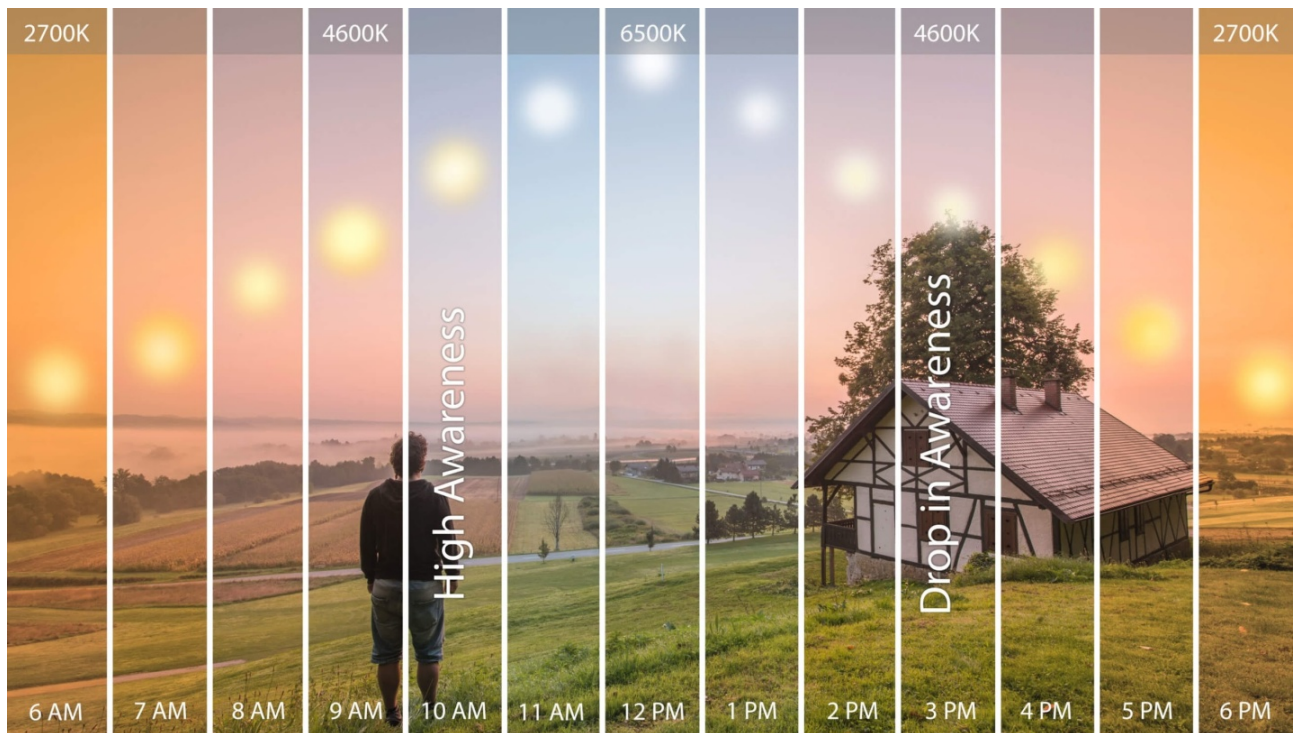 2700K
4600K
6500K
4600K
2700K
High Awareness
Drop in Awareness
6 AM
7 AM
8 AM
9 AM
10 AM
11 AM
12 PM
1 PM
2 PM
3 PM
4 PM
5 PM
6 PM